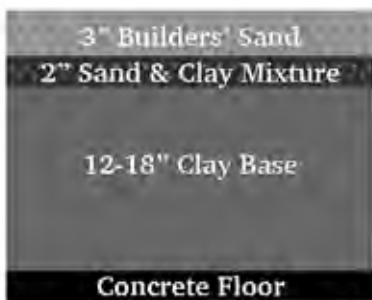 3" Builders' Sand
2" Sand & Clay Mixture
12-18" Clay Base
Concrete Floor